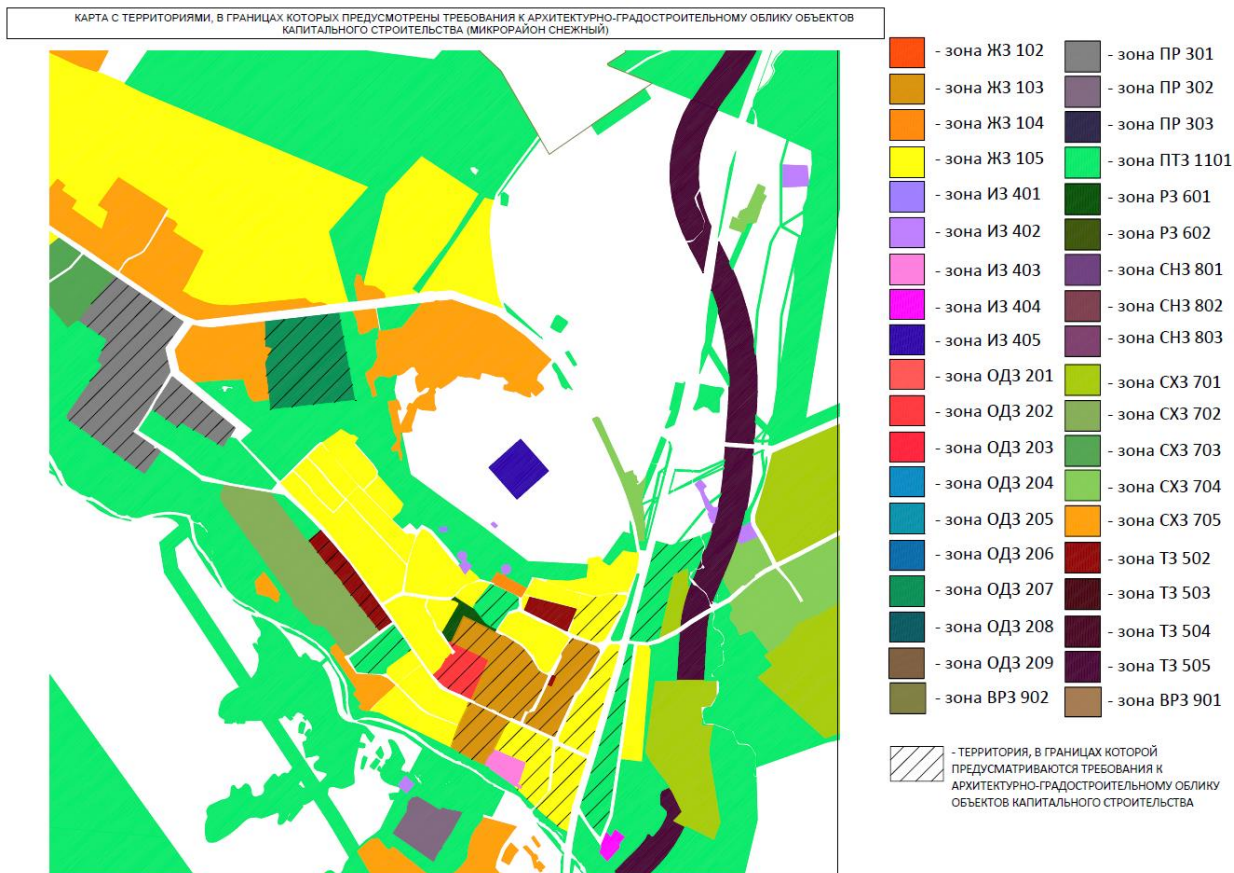 КАРТА С ТЕРРИТОРИЯМИ, В ГРАНИЦАХ КОТОРЫХ ПРЕДУСМОТРЕНЫ ТРЕБОВАНИЯ К АРХИТЕКТУРНО-ГРАДОСТРОИТЕЛЬНОМУ ОБЛИКУ ОБЪЕКТОВ
КАПИТАЛЬНОГО СТРОИТЕЛЬСТВА (МИКРОРАЙОН СНЕЖНЫЙ)
- зона ЖЗ 102
- зона ЖЗ 103
- зона ЖЗ 104
- зона ЖЗ 105
- зона ИЗ 401
- зона ИЗ 402
- зона ИЗ 403
- зона ИЗ 404
- зона ИЗ 405
- зона ОДЗ 201
- зона ОДЗ 202
- зона ОДЗ 203
- зона ОДЗ 204
- зона ОДЗ 205
- зона ОДЗ 206
- зона ОДЗ 207
- зона ОДЗ 208
- зона ОДЗ 209
- зона ВРЗ 902
- зона ПР 301
- зона ПР 302
- зона ПР 303
- зона ПТЗ 1101
- зона РЗ 601
- зона РЗ 602
- зона СНЗ 801
- зона СНЗ 802
- зона СНЗ 803
- зона СХЗ 701
- зона СХЗ 702
- зона СХЗ 703
- зона СХЗ 704
- зона СХЗ 705
- зона ТЗ 502
- зона ТЗ 503
- зона ТЗ 504
- зона ТЗ 505
- зона ВРЗ 901
- ТЕРРИТОРИЯ, В ГРАНИЦАХ КОТОРОЙ
ПРЕДУСМАТРИВАЮТСЯ ТРЕБОВАНИЯ К
АРХИТЕКТУРНО-ГРАДОСТРОИТЕЛЬНОМУ ОБЛИКУ
ОБЪЕКТОВ КАПИТАЛЬНОГО СТРОИТЕЛЬСТВА